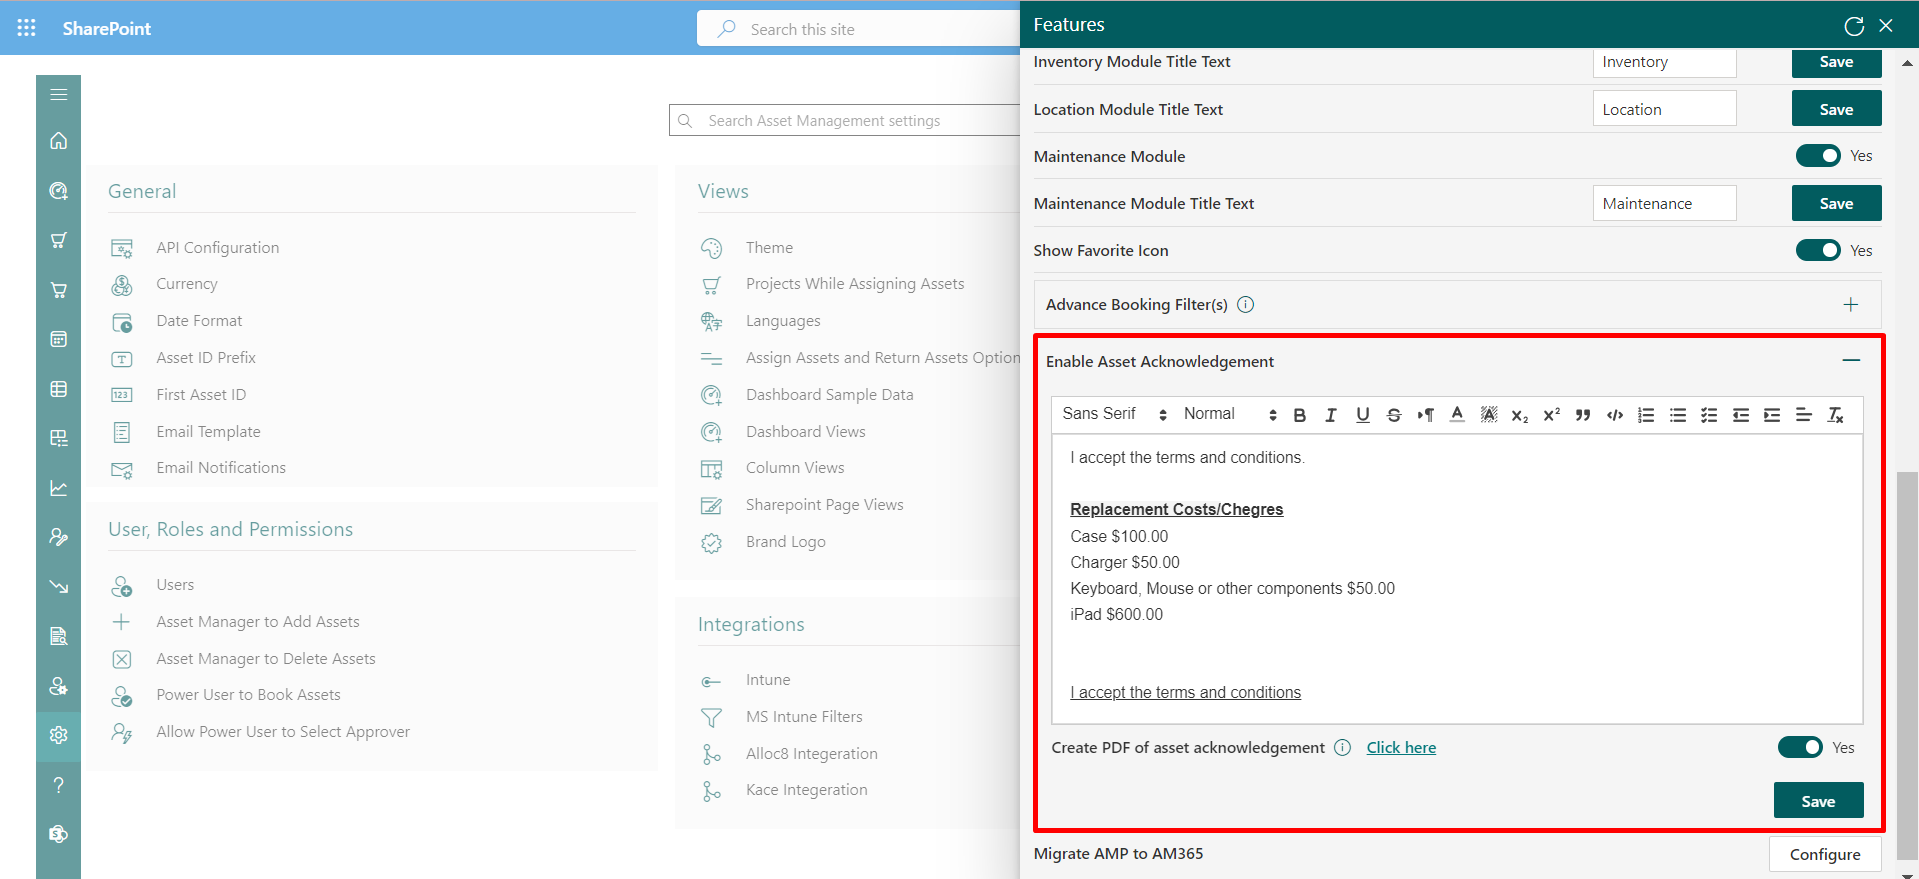 SharePoint
Search this site
Search Asset Management settings
General
API Configuration
Currency
Date Format
Asset ID Prefix
First Asset ID
Email Template
Email Notifications
User, Roles and Permissions
Users
Asset Manager to Add Assets
Asset Manager to Delete Assets
Power User to Book Assets
Allow Power User to Select Approver
Views
Theme
Projects While Assigning Assets
Languages
Assign Assets and Return Assets Option
Dashboard Sample Data
Dashboard Views
Column Views
Sharepoint Page Views
Brand Logo
Integrations
Intune
MS Intune Filters
Alloc8 Integeration
Kace Integeration
Features
Inventory Module Title Text Inventory Save
Location Module Title Text Location Save
Maintenance Module Yes
Maintenance Module Title Text Maintenance Save
Show Favorite Icon Yes
Advance Booking Filter(s)
Enable Asset Acknowledgement
Sans Serif Normal
I accept the terms and conditions.
Replacement Costs/Chegres
Case $100.00
Charger $50.00
Keyboard, Mouse or other components $50.00
iPad $600.00
I accept the terms and conditions
Create PDF of asset acknowledgement Click here Yes
Save
Migrate AMP to AM365 Configure